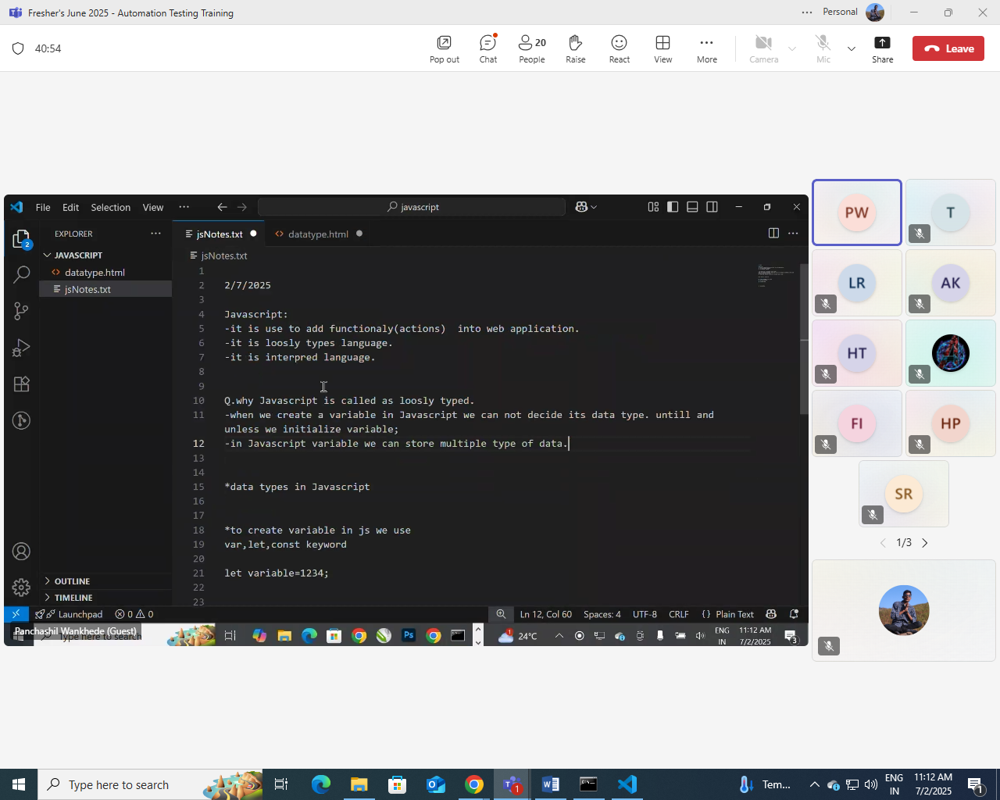 Fresher's June 2025 - Automation Testing Training
Personal
40:54
Pop out
Chat
20
People
Raise
React
View
More
Camera
Mic
Share
Leave
File Edit Selection View
javascript
EXPLORER
jsNotes.txt
datatype.html
JAVASCRIPT
jsNotes.txt
datatype.html
jsNotes.txt
2
1
2 2/7/2025
3
4 Javascript:
5 -it is use to add functionaly(actions)  into web application.
6 -it is loosly types language.
7 -it is interpred language.
8
9
10 Q.why Javascript is called as loosly typed.
11 -when we create a variable in Javascript we can not decide its data type. untill and
unless we initialize variable;
12 -in Javascript variable we can store multiple type of data.
13
14
15 *data types in Javascript
16
17
18 *to create variable in js we use
19 var,let,const keyword
20
21 let variable=1234;
22
23
OUTLINE
TIMELINE
Launchpad
0 0
Ln 12, Col 60
Spaces: 4
UTF-8
CRLF
{ } Plain Text
Panchashil Wankhede (Guest)
Type here to search
Ps
1
24°C
ENG
IN
11:12 AM
7/2/2025
3
PW
T
LR
AK
HT
FI
HP
SR
1/3
Type here to search
1
Tem...
ENG
IN
11:12 AM
7/2/2025
1